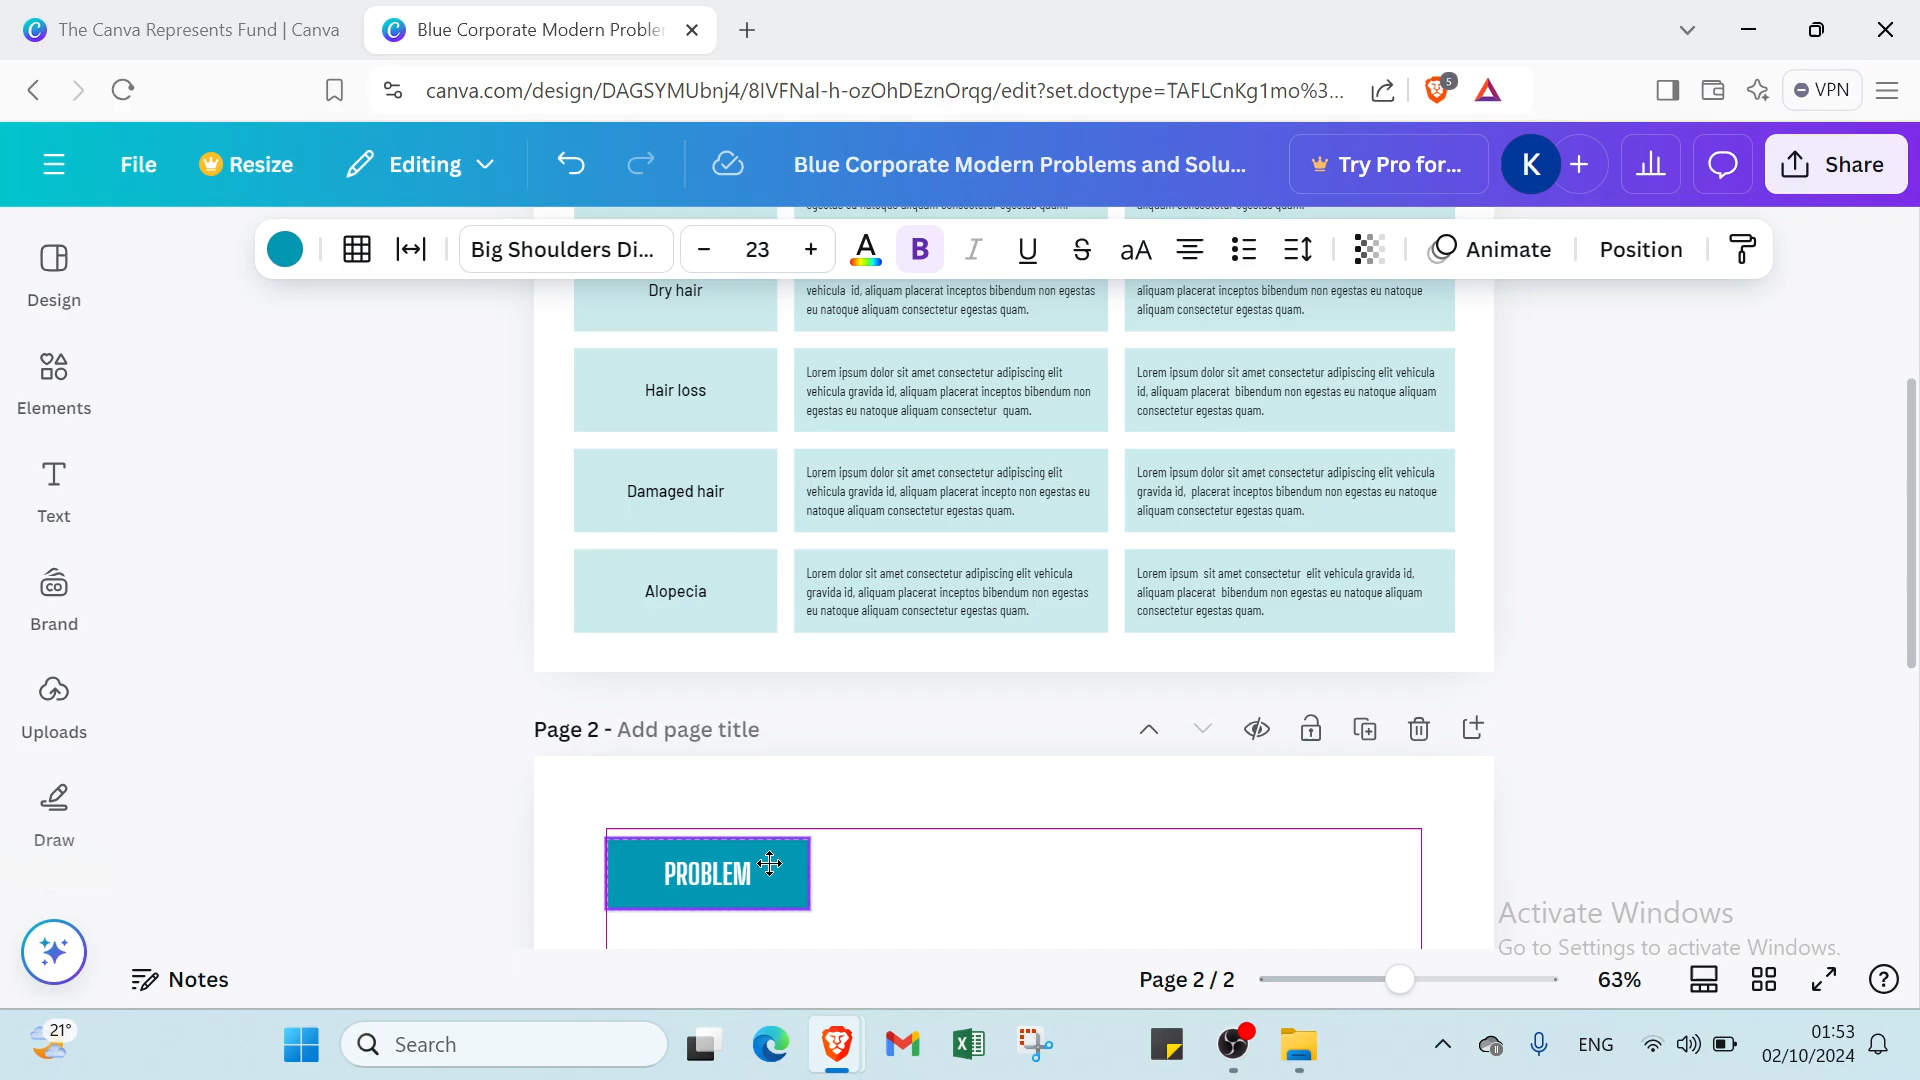 The Canva Represents Fund | Canva
Blue Corporate Modern Probler
canva.com/design/DAGSYMUbnj4/8IVFNal-h-ozOhDEznOrqg/edit?set.doctype=TAFLCnKg1mo%3...
5
VPN
File
Resize
Editing
Blue Corporate Modern Problems and Solu...
Try Pro for...
K
Share
Big Shoulders Di...
23
B
I
U
S
aA
Animate
Position
Design
Elements
Text
Brand
Uploads
Draw
Dry hair
vehicula id, aliquam placerat inceptos bibendum non egestas
eu natoque aliquam consectetur egestas quam.
aliquam placerat inceptos bibendum non egestas eu natoque
aliquam consectetur egestas quam.
Hair loss
Lorem ipsum dolor sit amet consectetur adipiscing elit
vehicula gravida id, aliquam placerat inceptos bibendum non
egestas eu natoque aliquam consectetur quam.
Lorem ipsum dolor sit amet consectetur adipiscing elit vehicula
id, aliquam placerat bibendum non egestas eu natoque aliquam
consectetur egestas quam.
Damaged hair
Lorem ipsum dolor sit amet consectetur adipiscing elit
vehicula gravida id, aliquam placerat incepto non egestas eu
natoque aliquam consectetur egestas quam.
Lorem ipsum dolor sit amet consectetur adipiscing elit vehicula
gravida id, placerat inceptos bibendum non egestas eu natoque
aliquam consectetur egestas quam.
Alopecia
Lorem dolor sit amet consectetur adipiscing elit vehicula
gravida id, aliquam placerat inceptos bibendum non egestas
eu natoque aliquam consectetur egestas quam.
Lorem ipsum sit amet consectetur elit vehicula gravida id,
aliquam placerat bibendum non egestas eu natoque aliquam
consectetur egestas quam.
Page 2 - Add page title
PROBLEM
Activate Windows
Go to Settings to activate Windows.
Notes
Page 2 / 2
63%
21°
Search
ENG
01:53
02/10/2024